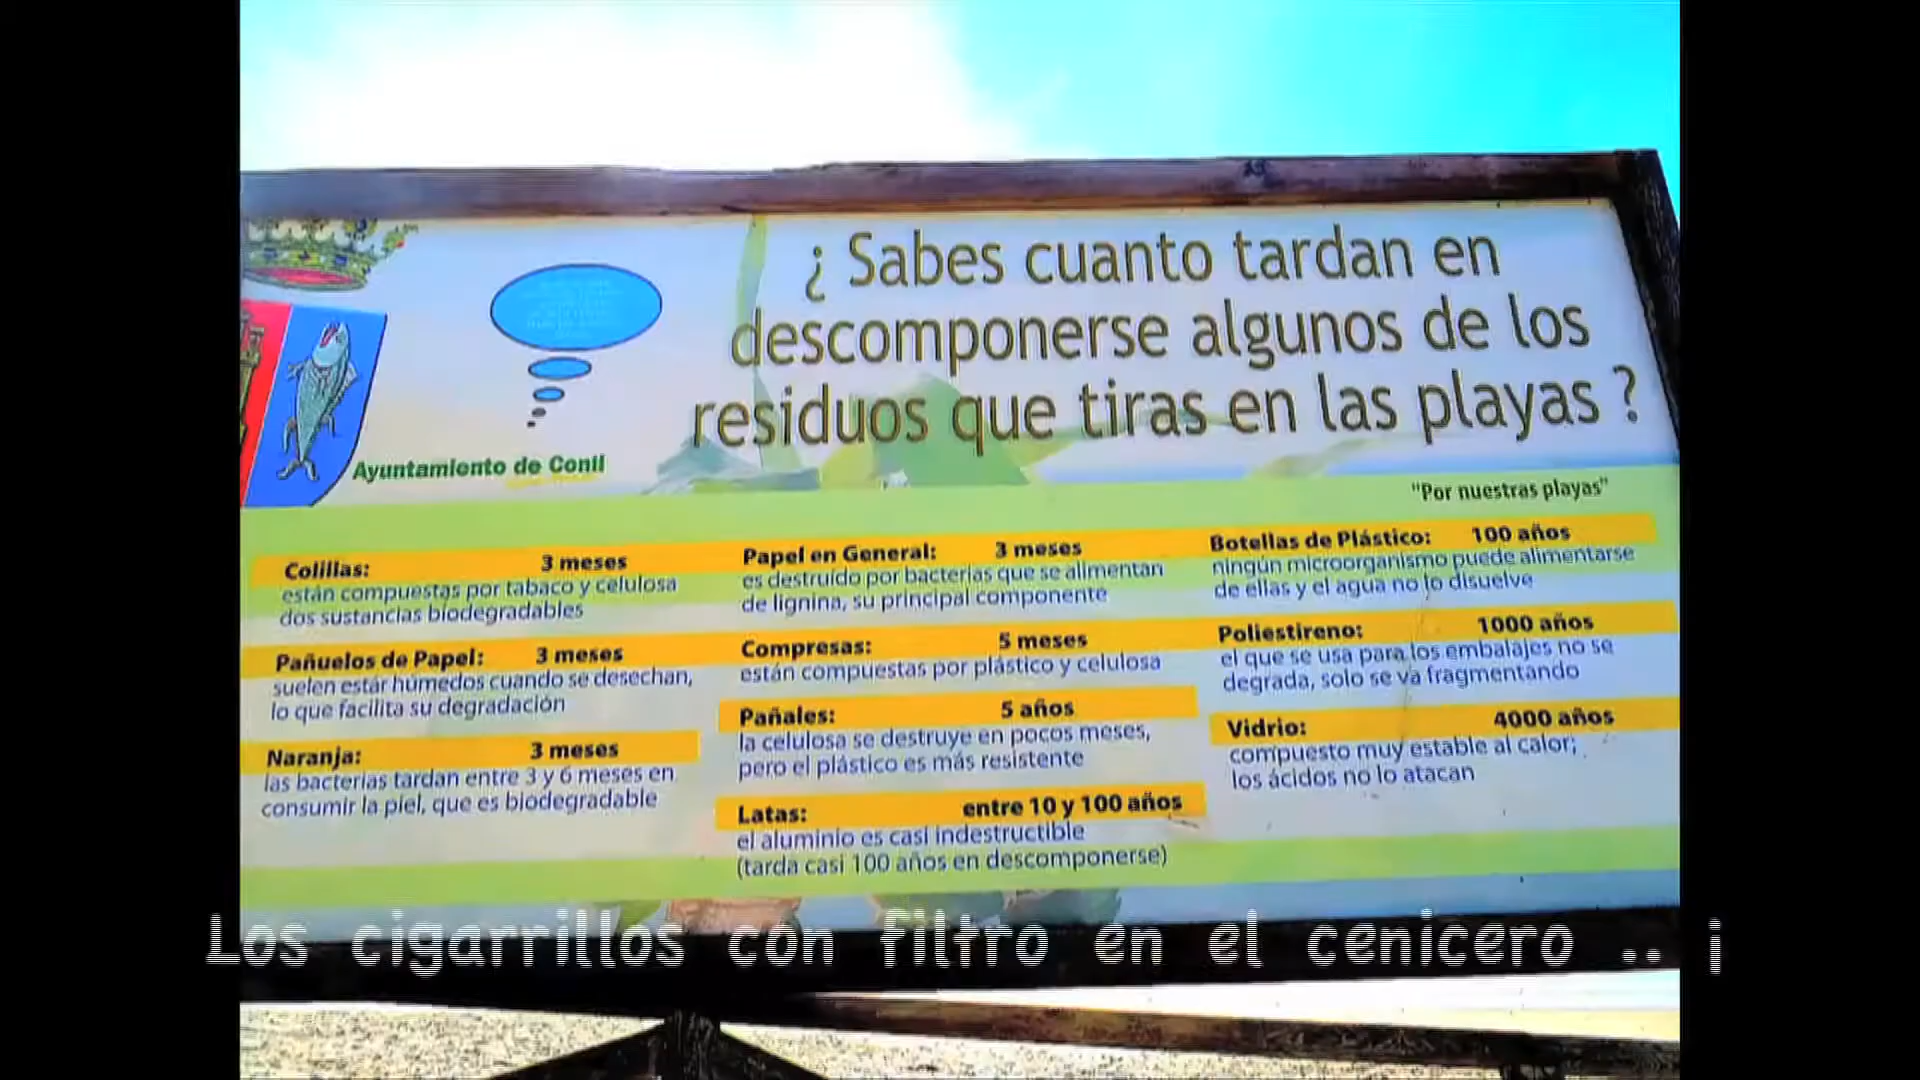 ¿ Sabes cuanto tardan en
descomponerse algunos de los
residuos que tiras en las playas ?
Ayuntamiento de Conil
"Por nuestras playas"
Colillas: 3 meses
están compuestas por tabaco y celulosa
dos sustancias biodegradables
Pañuelos de Papel: 3 meses
suelen estar húmedos cuando se desechan,
lo que facilita su degradación
Naranja: 3 meses
las bacterias tardan entre 3 y 6 meses en
consumir la piel, que es biodegradable
Papel en General: 3 meses
es destruido por bacterias que se alimentan
de lignina, su principal componente
Compresas: 5 meses
están compuestas por plástico y celulosa
Pañales: 5 años
la celulosa se destruye en pocos meses,
pero el plástico es más resistente
Latas: entre 10 y 100 años
el aluminio es casi indestructible
(tarda casi 100 años en descomponerse)
Botellas de Plástico: 100 años
ningún microorganismo puede alimentarse
de ellas y el agua no lo disuelve
Poliestireno: 1000 años
el que se usa para los embalajes no se
degrada, solo se va fragmentando
Vidrio: 4000 años
compuesto muy estable al calor;
los ácidos no lo atacan
Los cigarrillos con filtro en el cenicero .. ¡